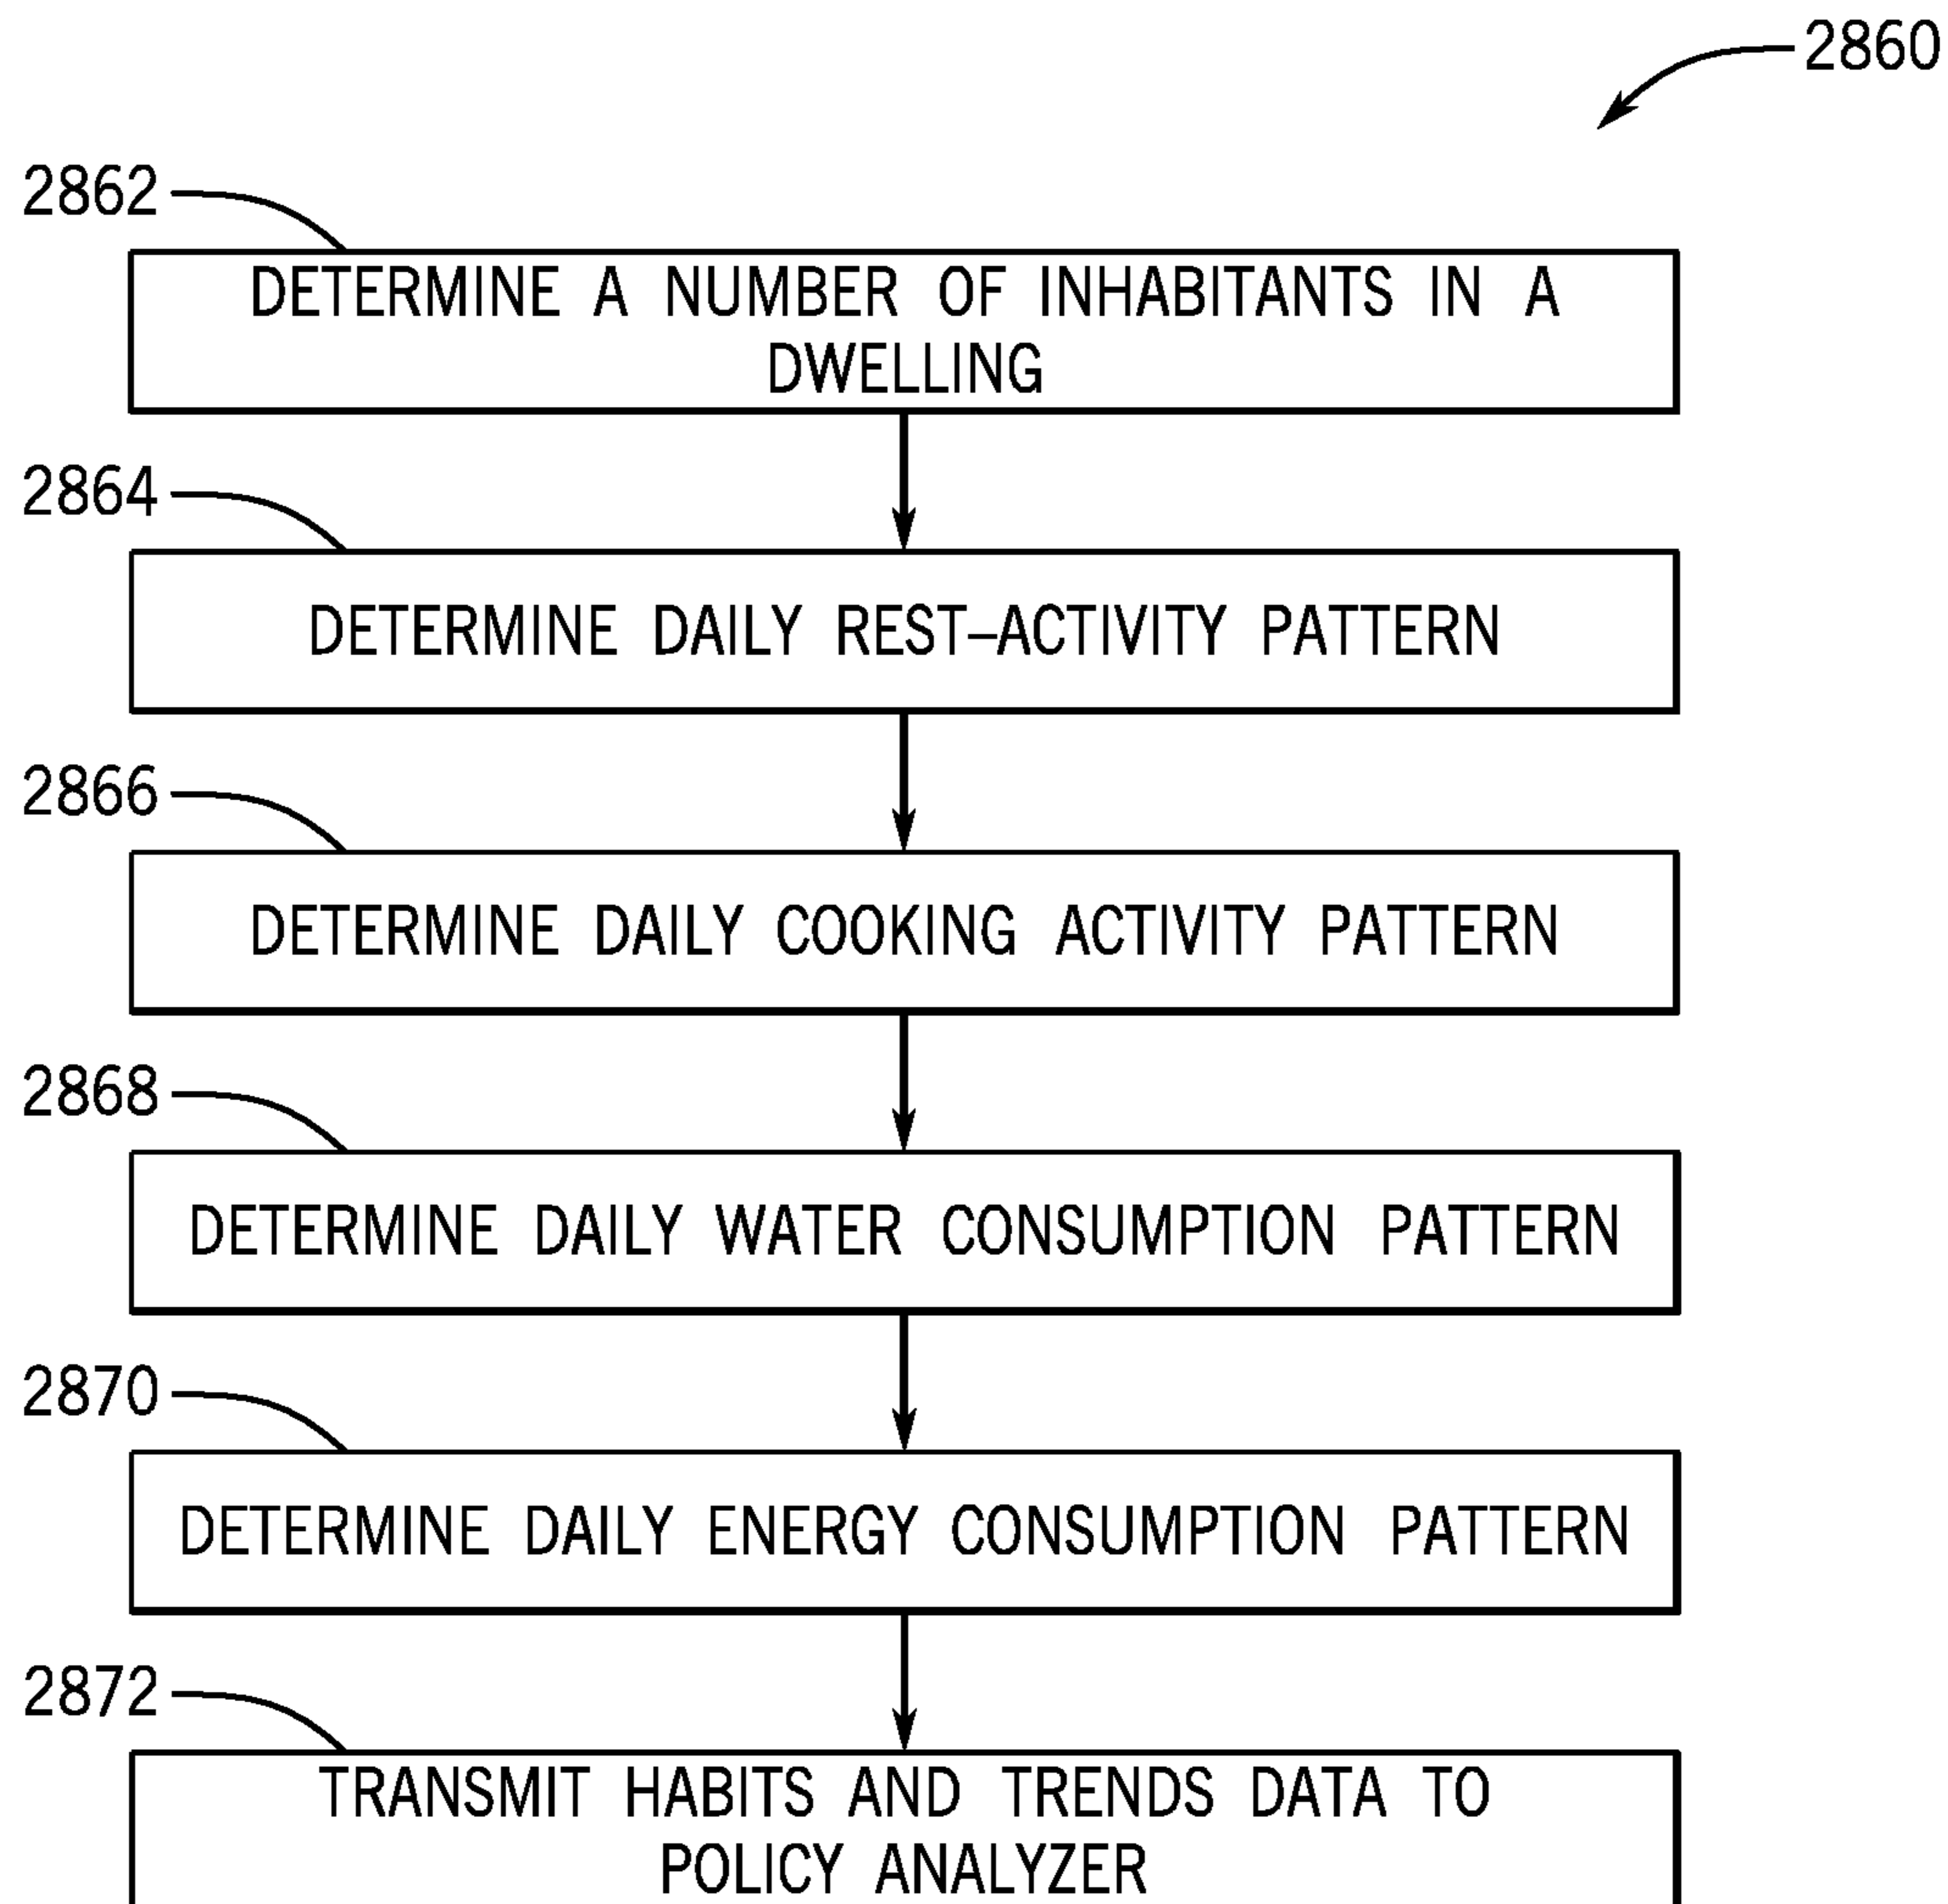 2860
2862
DETERMINE A NUMBER OF INHABITANTS IN A
DWELLING
2864
DETERMINE DAILY REST–ACTIVITY PATTERN
2866
DETERMINE DAILY COOKING ACTIVITY PATTERN
2868
DETERMINE DAILY WATER CONSUMPTION PATTERN
2870
DETERMINE DAILY ENERGY CONSUMPTION PATTERN
2872
TRANSMIT HABITS AND TRENDS DATA TO
POLICY ANALYZER